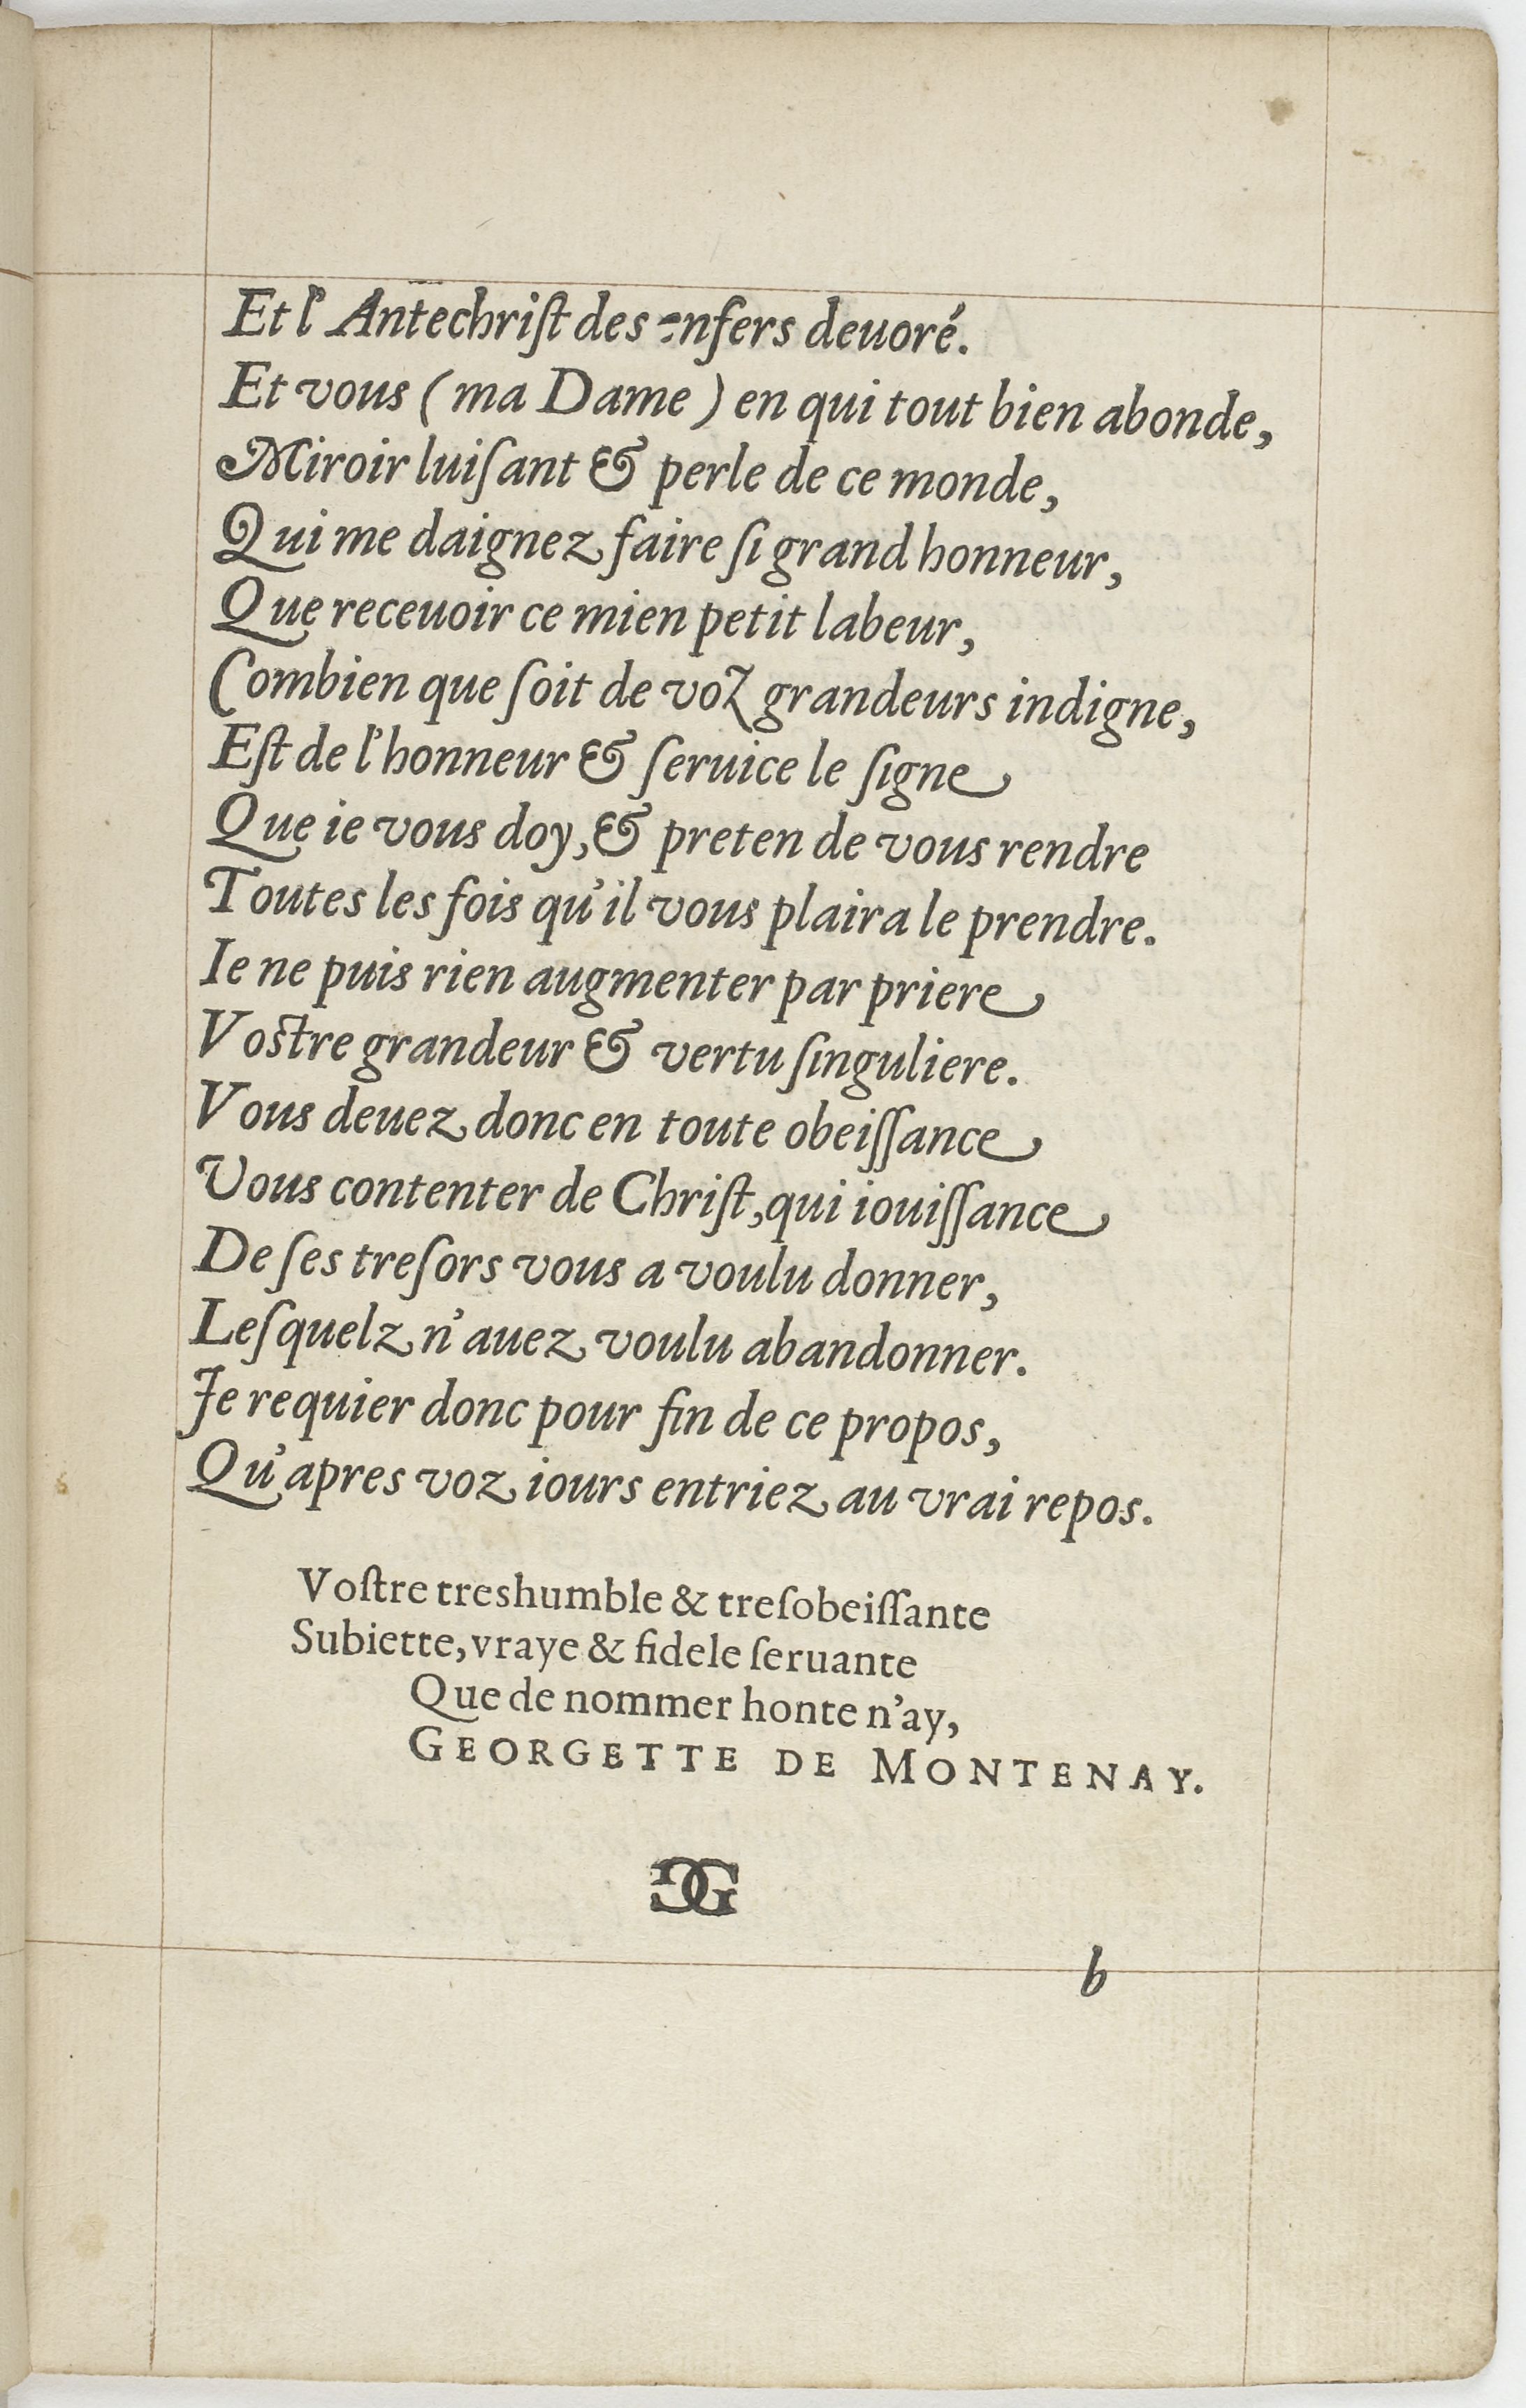 Et l'Antechriſt des enfers deuoré.
Et vous (ma Dame) en qui tout bien abonde,
Miroir luiſant & perle de ce monde,
Qui me daignez faire ſi grand honneur,
Que receuoir ce mien petit labeur,
Combien que ſoit de voz grandeurs indigne,
Eſt de l'honneur & ſeruice le ſigne
Que ie vous doy, & preten de vous rendre
Toutes les fois qu'il vous plaira le prendre.
Ie ne puis rien augmenter par priere
Voſtre grandeur & vertu ſinguliere.
Vous deuez donc en toute obeiſſance
Vous contenter de Chriſt, qui iouiſſance
De ſes treſors vous a voulu donner,
Leſquelz n'auez voulu abandonner.
Je requier donc pour fin de ce propos,
Qu'apres voz iours entriez au vrai repos.
Voſtre treshumble & treſobeiſſante
Subiette, vraye & fidele ſeruante
Que de nommer honte n'ay,
GEORGETTE DE MONTENAY.
G
b